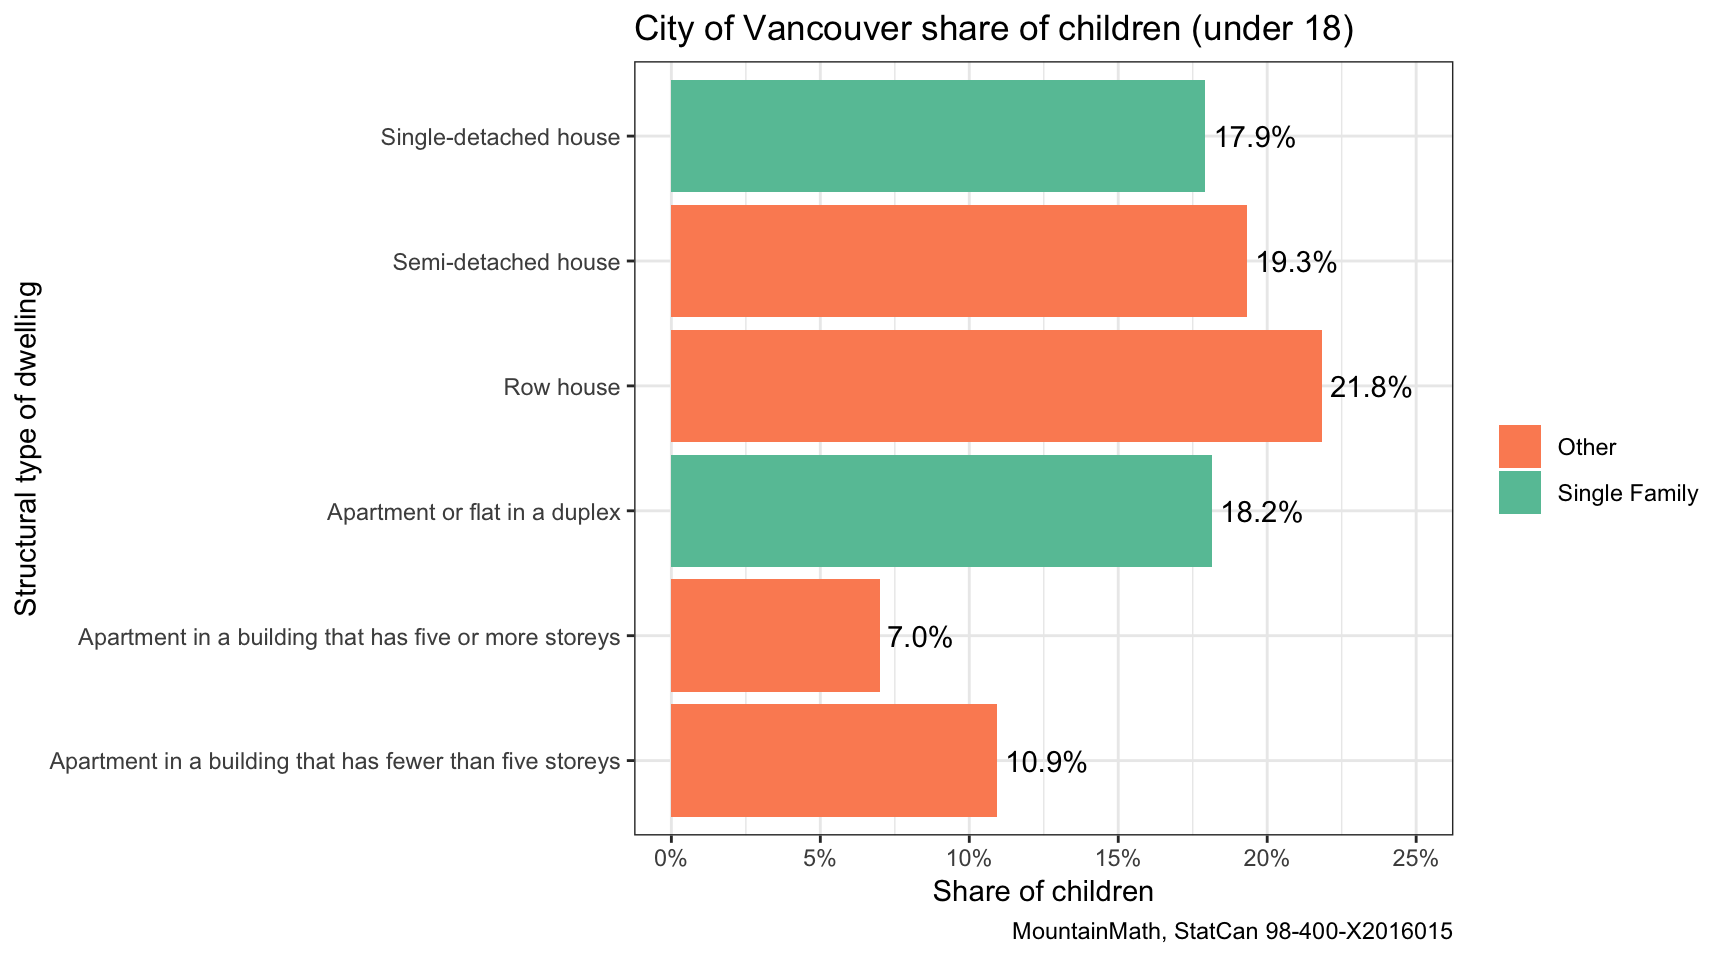 City of Vancouver share of children (under 18)
Structural type of dwelling
Single-detached house
17.9%
Semi-detached house
19.3%
Row house
21.8%
Apartment or flat in a duplex
18.2%
Apartment in a building that has five or more storeys
7.0%
Apartment in a building that has fewer than five storeys
10.9%
0% 5% 10% 15% 20% 25%
Share of children
Other
Single Family
MountainMath, StatCan 98-400-X2016015